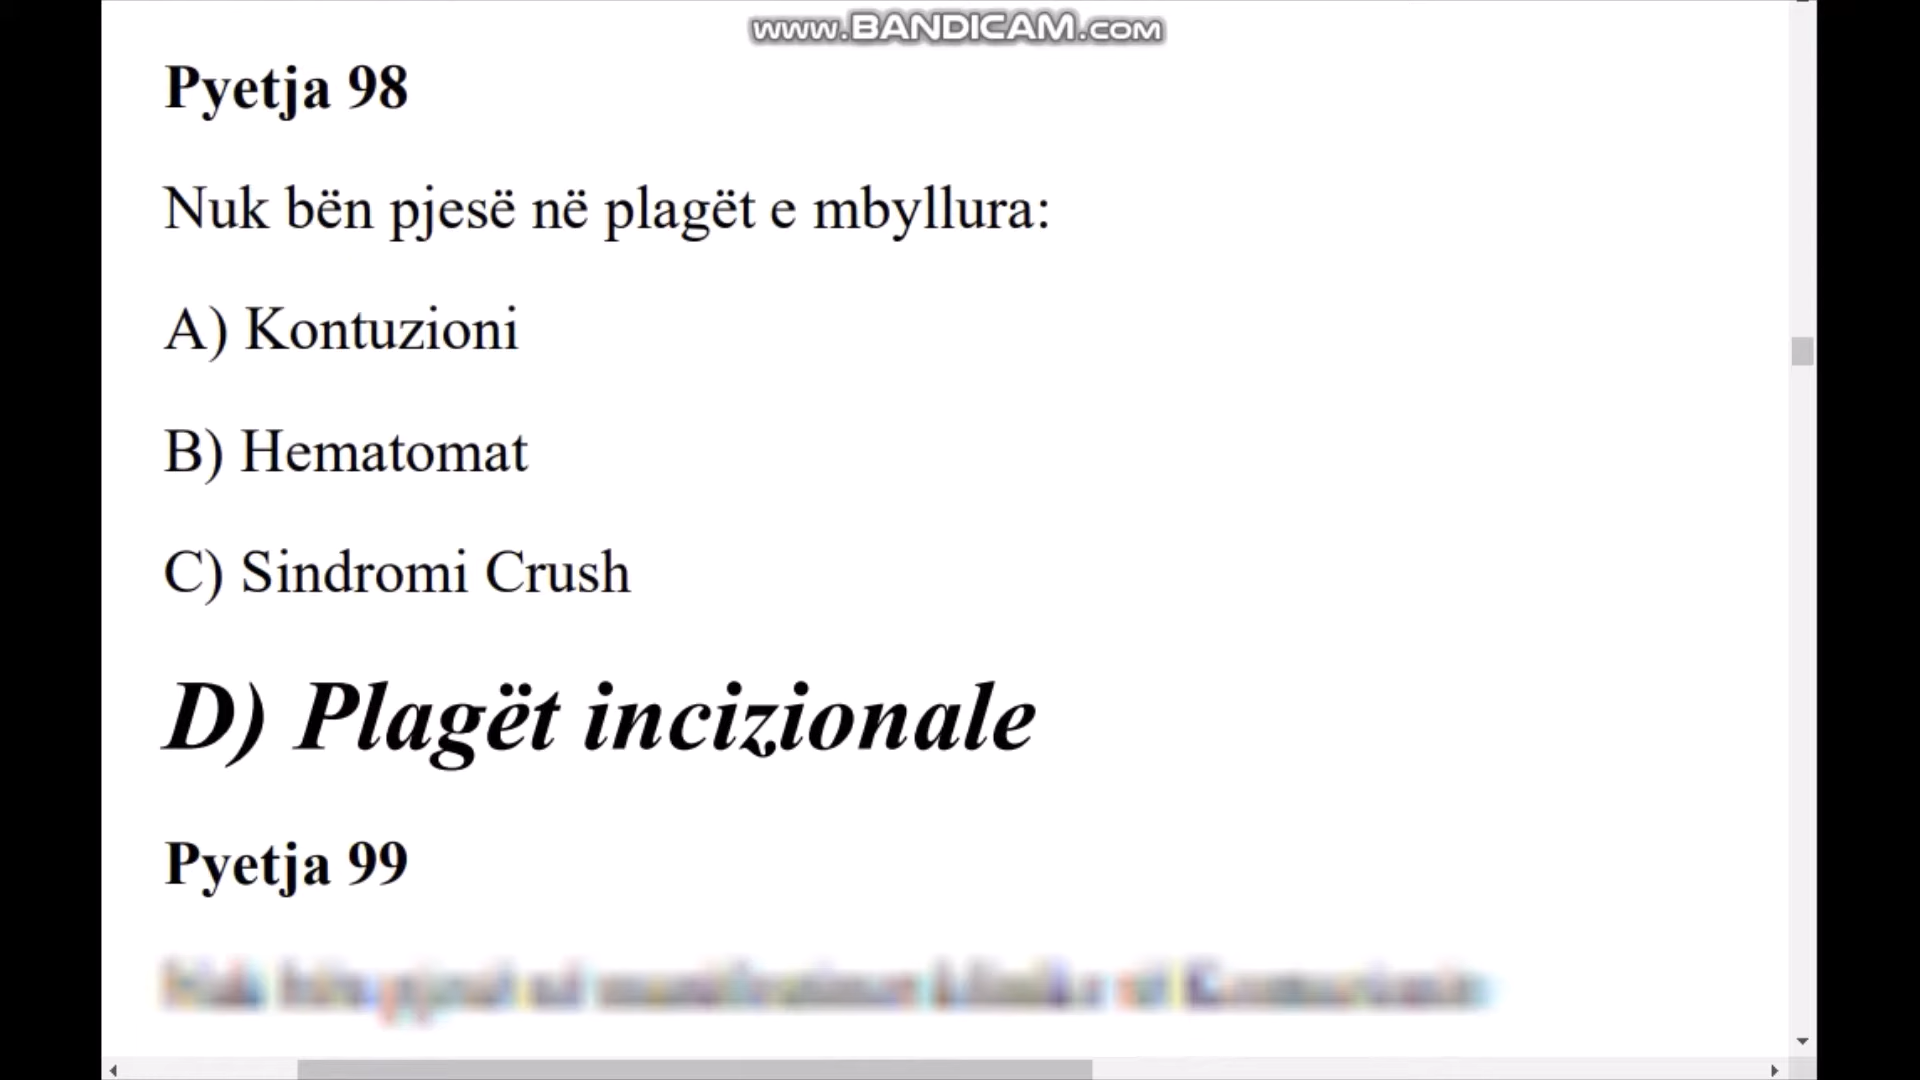 www.BANDICAM.com
Pyetja 98
Nuk bën pjesë në plagët e mbyllura:
A) Kontuzioni
B) Hematomat
C) Sindromi Crush
D) Plagët incizionale
Pyetja 99